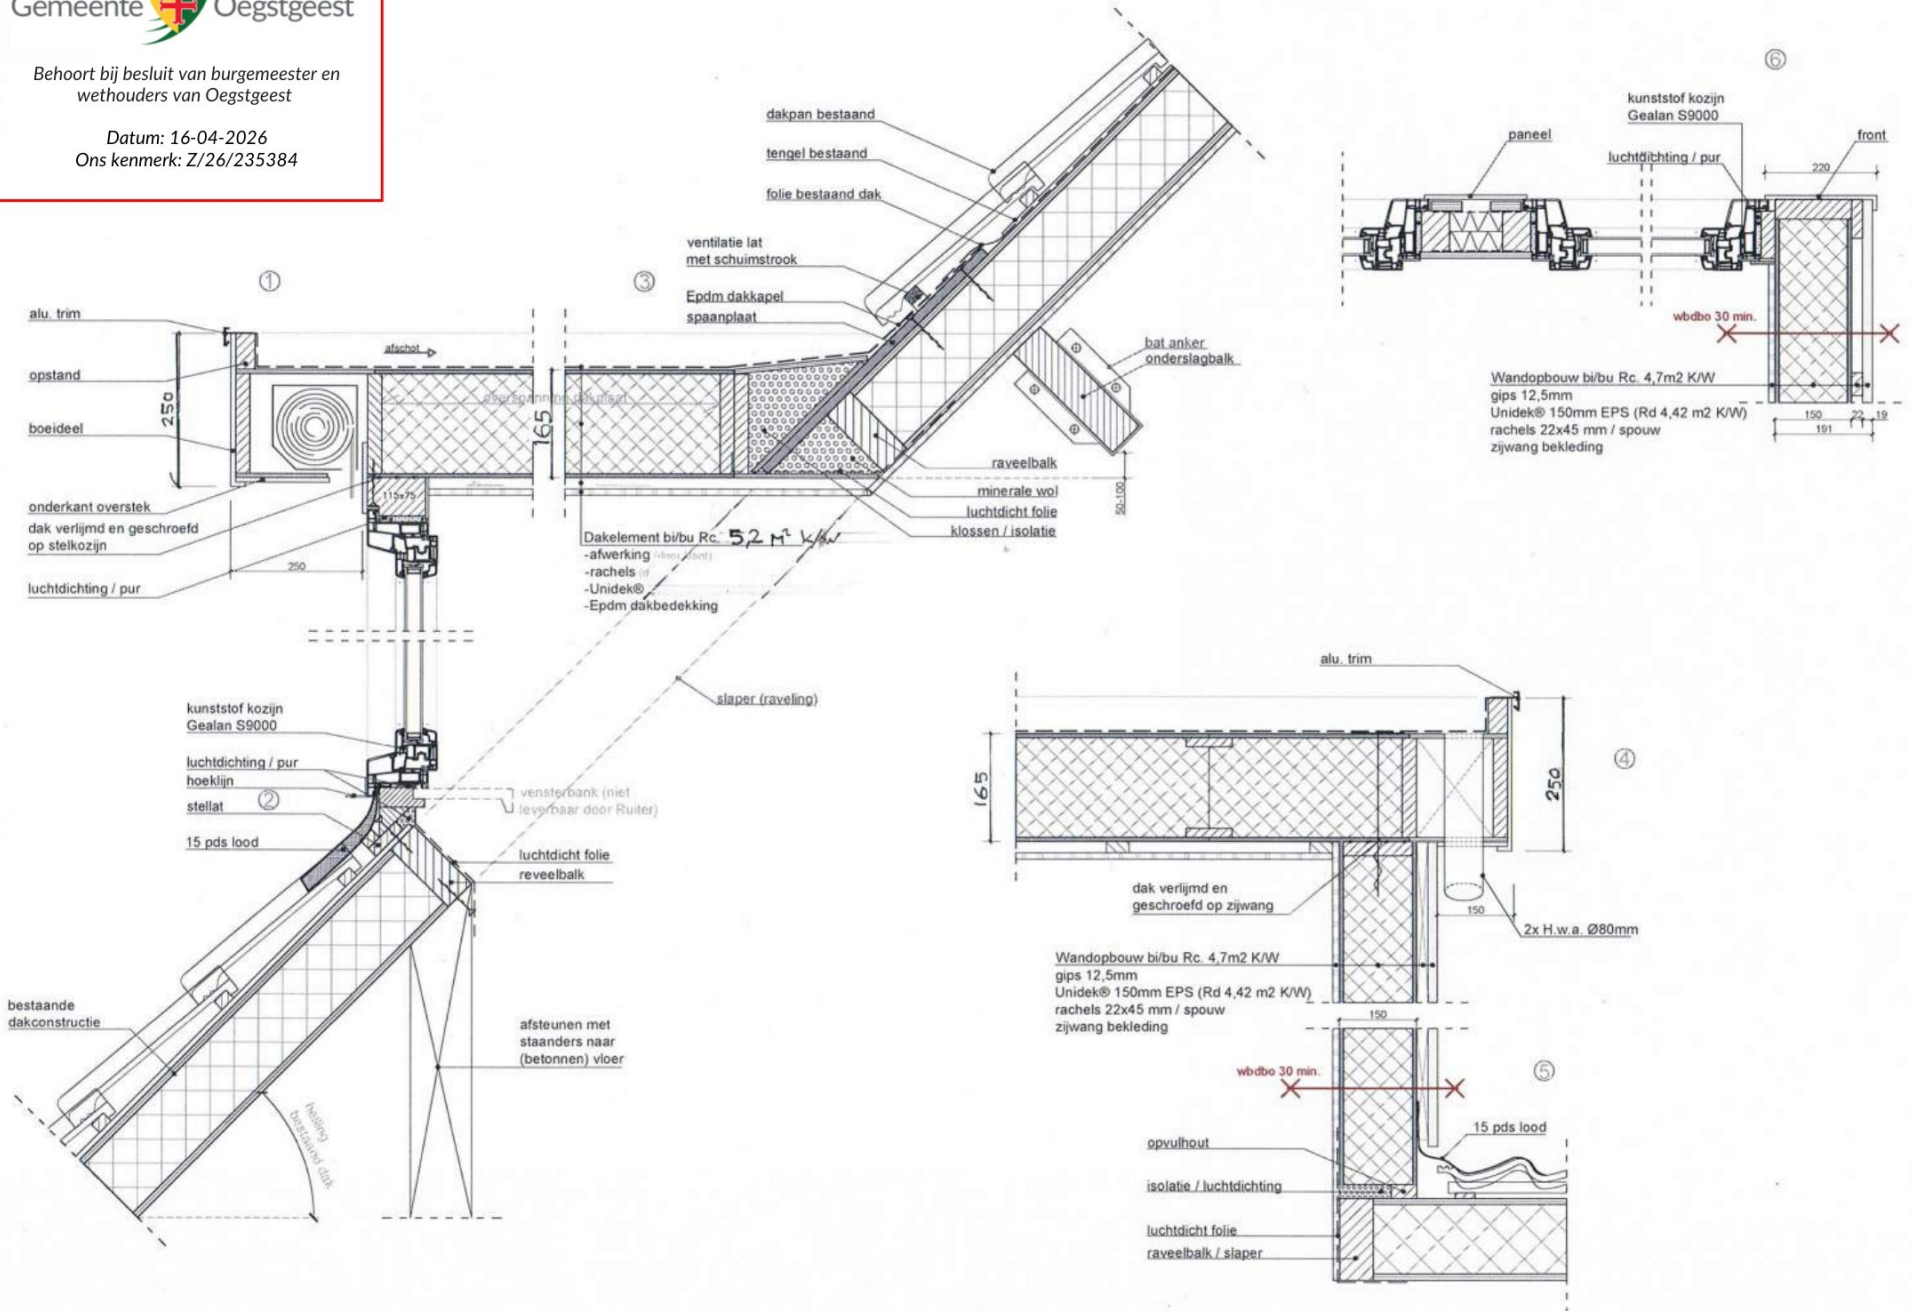 Gemeente Oegstgeest
Behoort bij besluit van burgemeester en
wethouders van Oegstgeest
Datum: 16-04-2026
Ons kenmerk: Z/26/235384
1
alu. trim
opstand
250
boeideel
onderkant overstek
dak verlijmd en geschroefd
op stelkozijn
luchtdichting / pur
250
afschot
115x75
165
3
dakpan bestaand
tengel bestaand
folie bestaand dak
ventilatie lat
met schuimstrook
Epdm dakkapel
spaanplaat
bat anker
onderslagbalk
raveelbalk
minerale wol
luchtdicht folie
klossen / isolatie
50-100
Dakelement bi/bu Rc. 5,2 M² K/W
-afwerking
-rachels
-Unidek®
-Epdm dakbedekking
slaper (raveling)
kunststof kozijn
Gealan S9000
luchtdichting / pur
hoeklijn
2
stellat
15 pds lood
vensterbank (niet
leverbaar door Ruiter)
luchtdicht folie
reveelbalk
bestaande
dakconstructie
afsteunen met
staanders naar
(betonnen) vloer
helling
bestaand dak
6
kunststof kozijn
Gealan S9000
paneel
front
luchtdichting / pur
220
wbdbo 30 min.
Wandopbouw bi/bu Rc. 4,7m2 K/W
gips 12,5mm
Unidek® 150mm EPS (Rd 4,42 m2 K/W)
rachels 22x45 mm / spouw
zijwang bekleding
150 22 19
191
alu. trim
4
165
250
dak verlijmd en
geschroefd op zijwang
150
2x H.w.a. Ø80mm
Wandopbouw bi/bu Rc. 4,7m2 K/W
gips 12,5mm
Unidek® 150mm EPS (Rd 4,42 m2 K/W)
rachels 22x45 mm / spouw
zijwang bekleding
150
wbdbo 30 min.
5
15 pds lood
opvulhout
isolatie / luchtdichting
luchtdicht folie
raveelbalk / slaper